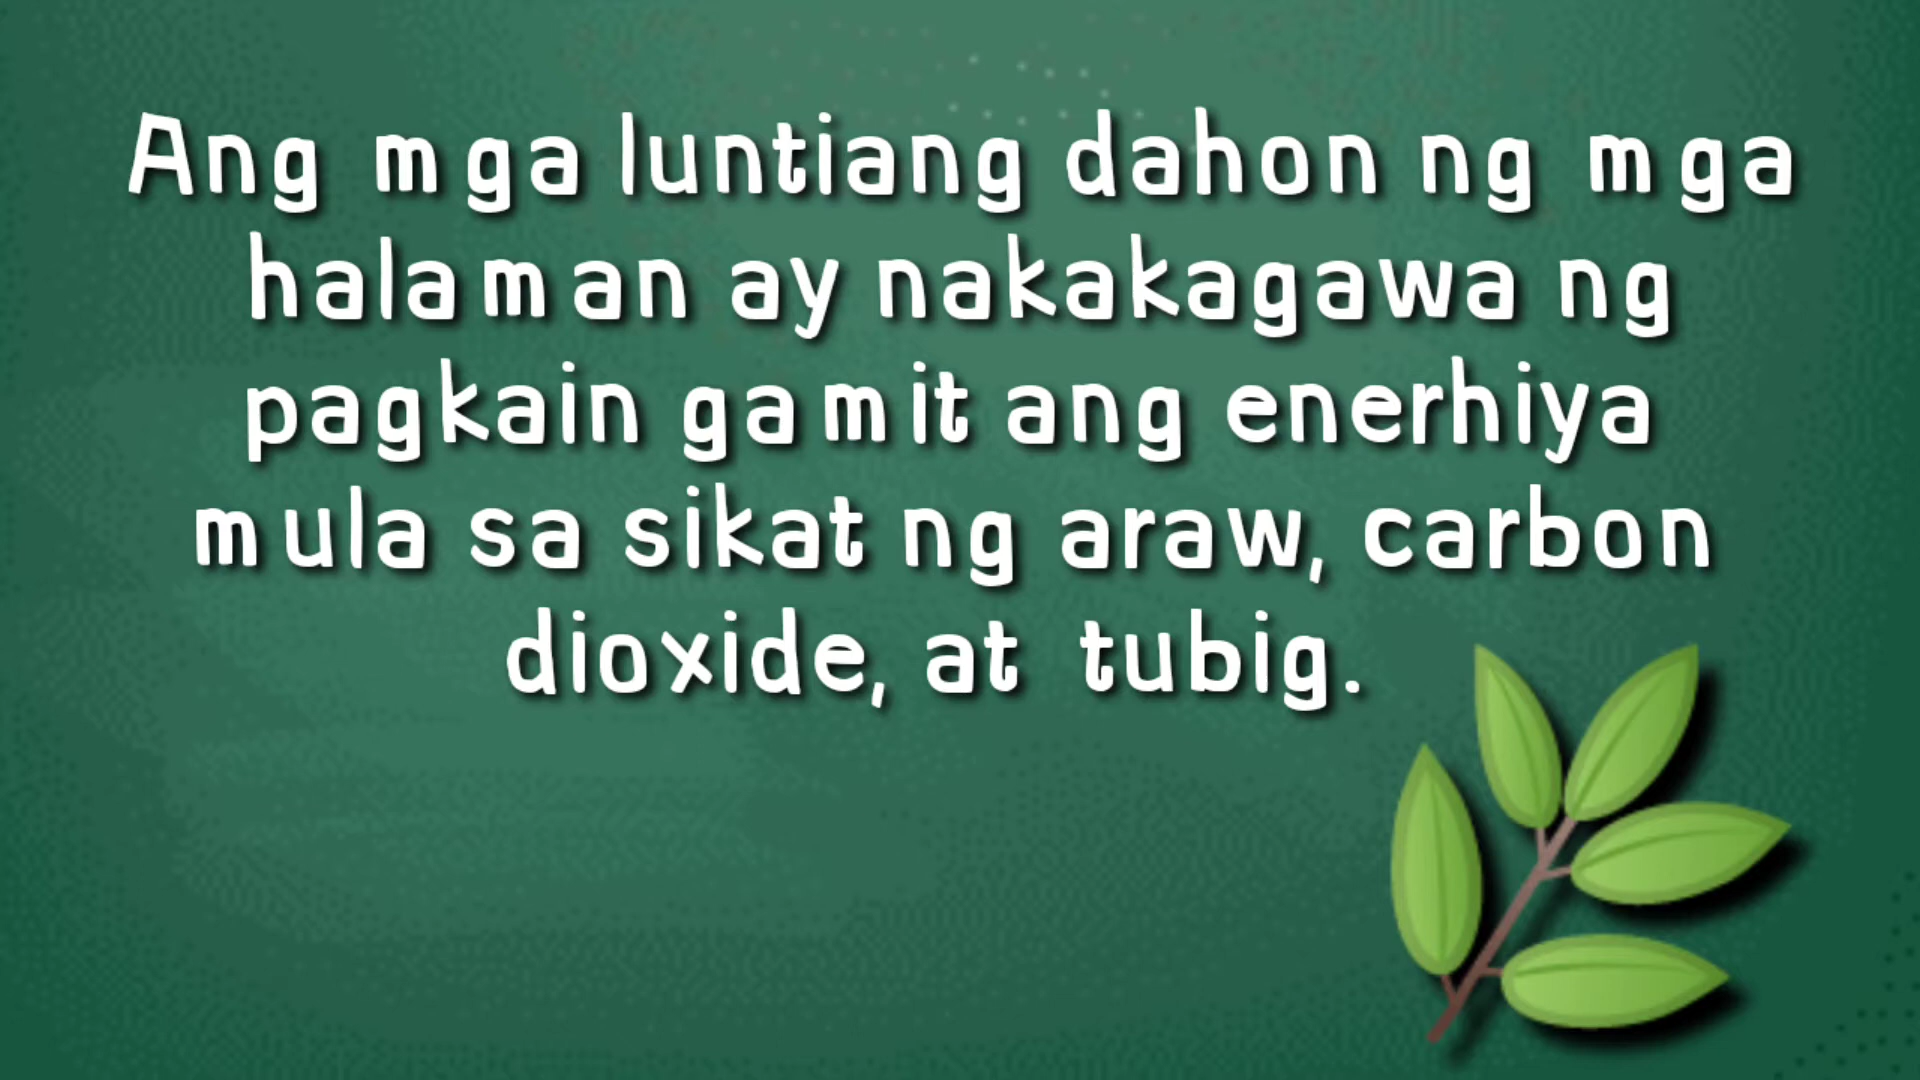 Ang mga luntiang dahon ng mga
halaman ay nakakagawa ng
pagkain gamit ang enerhiya
mula sa sikat ng araw, carbon
dioxide, at tubig.